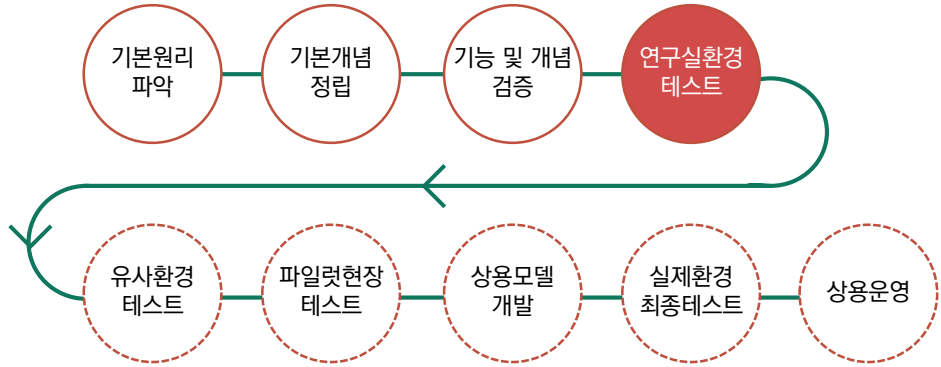 기본원리
파악
기본개념
정립
기능 및 개념
검증
연구실환경
테스트
유사환경
테스트
파일럿현장
테스트
상용모델
개발
실제환경
최종테스트
상용운영